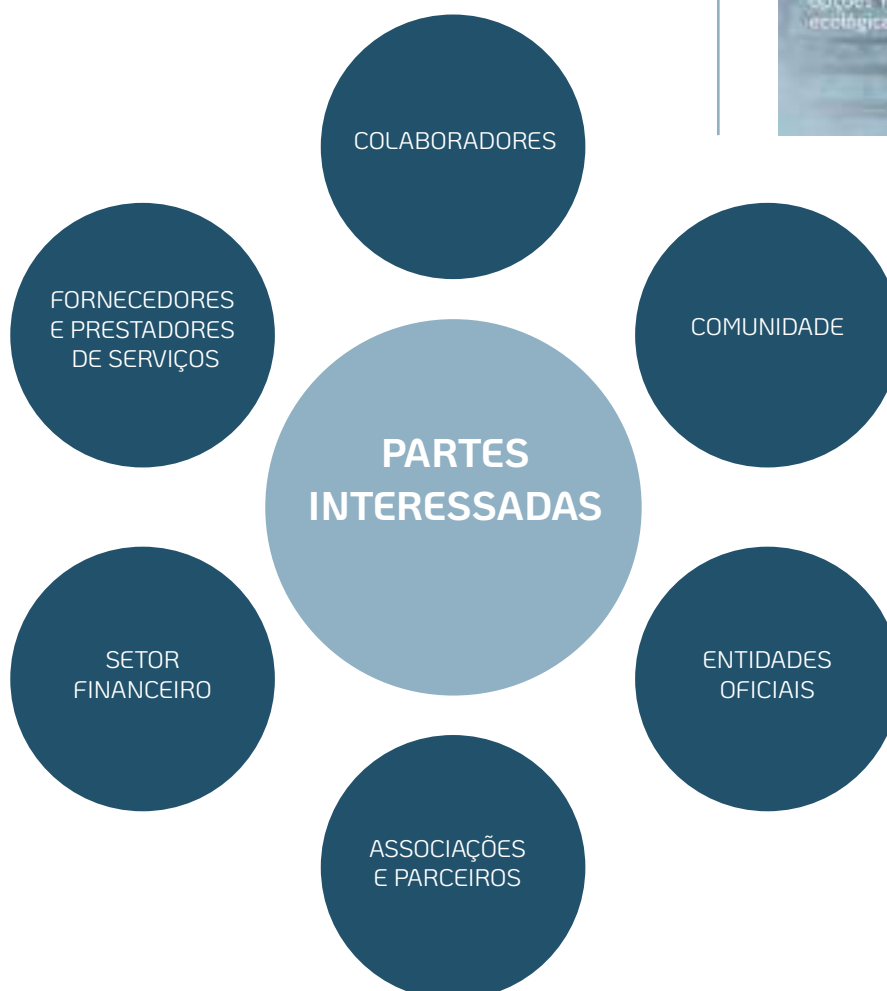 COLABORADORES
FORNECEDORES
E PRESTADORES
DE SERVIÇOS
COMUNIDADE
PARTES
INTERESSADAS
SETOR
FINANCEIRO
ENTIDADES
OFICIAIS
ASSOCIAÇÕES
E PARCEIROS